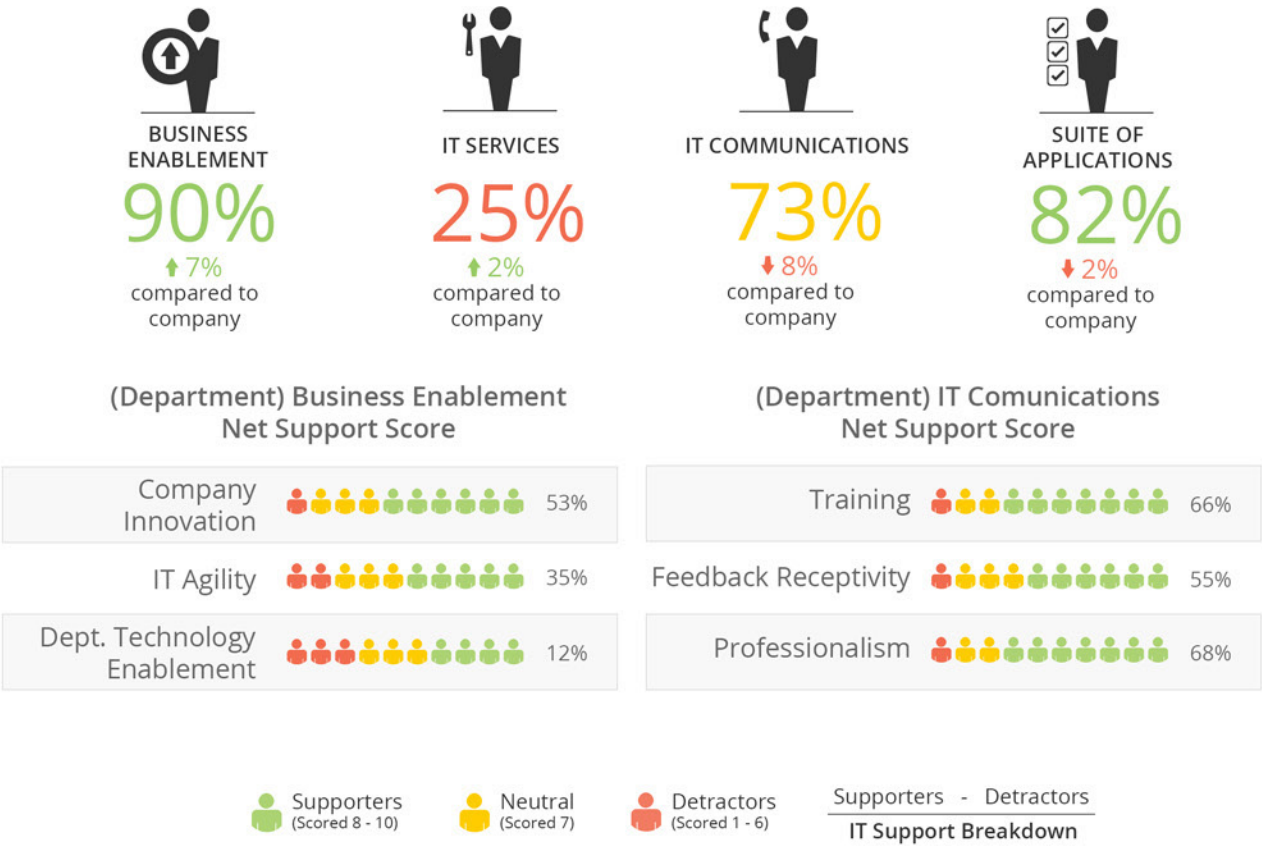 BUSINESS
ENABLEMENT
90%
7%
compared to
company
IT SERVICES
25%
2%
compared to
company
IT COMMUNICATIONS
73%
8%
compared to
company
SUITE OF
APPLICATIONS
82%
2%
compared to
company
(Department) Business Enablement
Net Support Score
Company
Innovation
53%
IT Agility
35%
Dept. Technology
Enablement
12%
(Department) IT Comunications
Net Support Score
Training
66%
Feedback Receptivity
55%
Professionalism
68%
Supporters
(Scored 8 - 10)
Neutral
(Scored 7)
Detractors
(Scored 1 - 6)
Supporters - Detractors
IT Support Breakdown